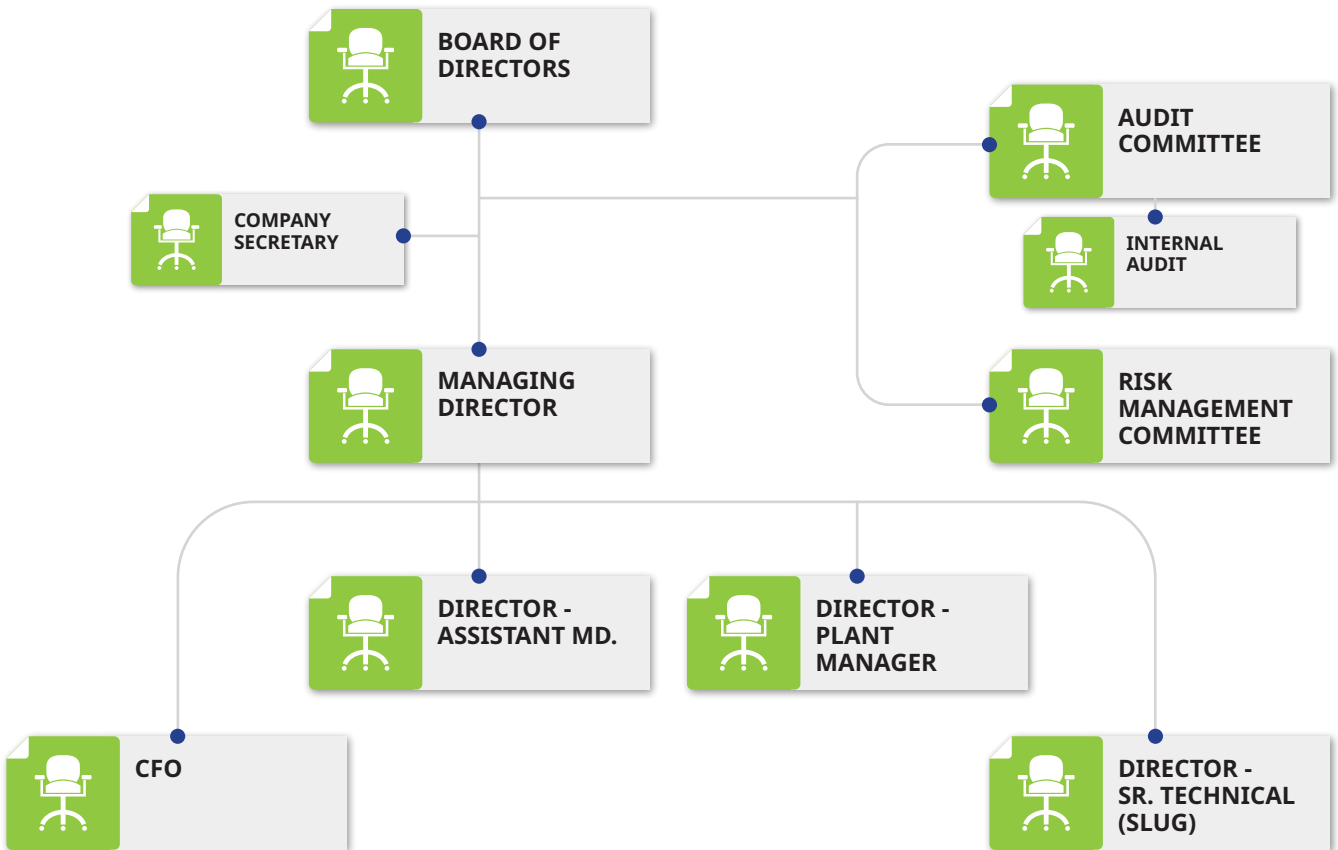 BOARD OF
DIRECTORS
AUDIT
COMMITTEE
COMPANY
SECRETARY
INTERNAL
AUDIT
MANAGING
DIRECTOR
RISK
MANAGEMENT
COMMITTEE
DIRECTOR -
ASSISTANT MD.
DIRECTOR -
PLANT
MANAGER
CFO
DIRECTOR -
SR. TECHNICAL
(SLUG)